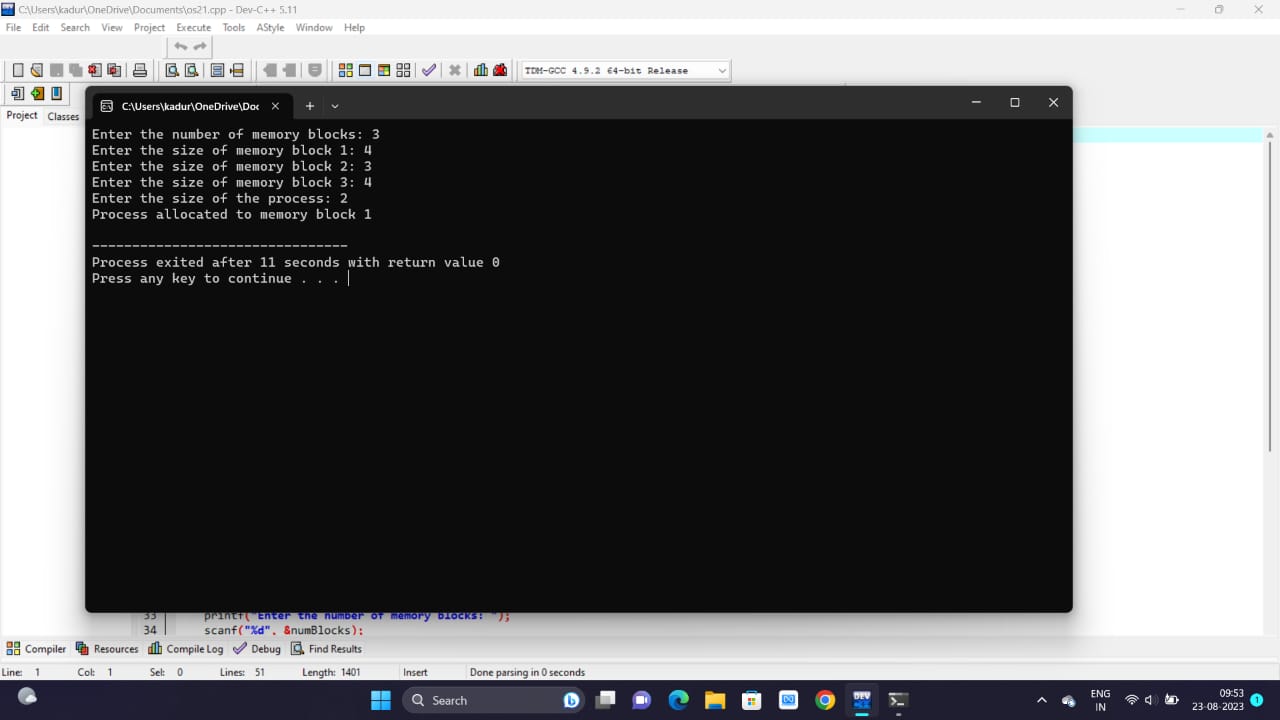 C:\Users\kadur\OneDrive\Documents\os21.cpp - Dev-C++ 5.11
File Edit Search View Project Execute Tools AStyle Window Help
TDM-GCC 4.9.2 64-bit Release
Project Classes
C:\Users\kadur\OneDrive\Doc
Enter the number of memory blocks: 3
Enter the size of memory block 1: 4
Enter the size of memory block 2: 3
Enter the size of memory block 3: 4
Enter the size of the process: 2
Process allocated to memory block 1
--------------------------------
Process exited after 11 seconds with return value 0
Press any key to continue . . .
33 printf("Enter the number of memory blocks: ");
34 scanf("%d", &numBlocks);
Compiler Resources Compile Log Debug Find Results
Line: 1 Col: 1 Sel: 0 Lines: 51 Length: 1401 Insert Done parsing in 0 seconds
Search
DEV
ENG
IN
09:53
23-08-2023
1